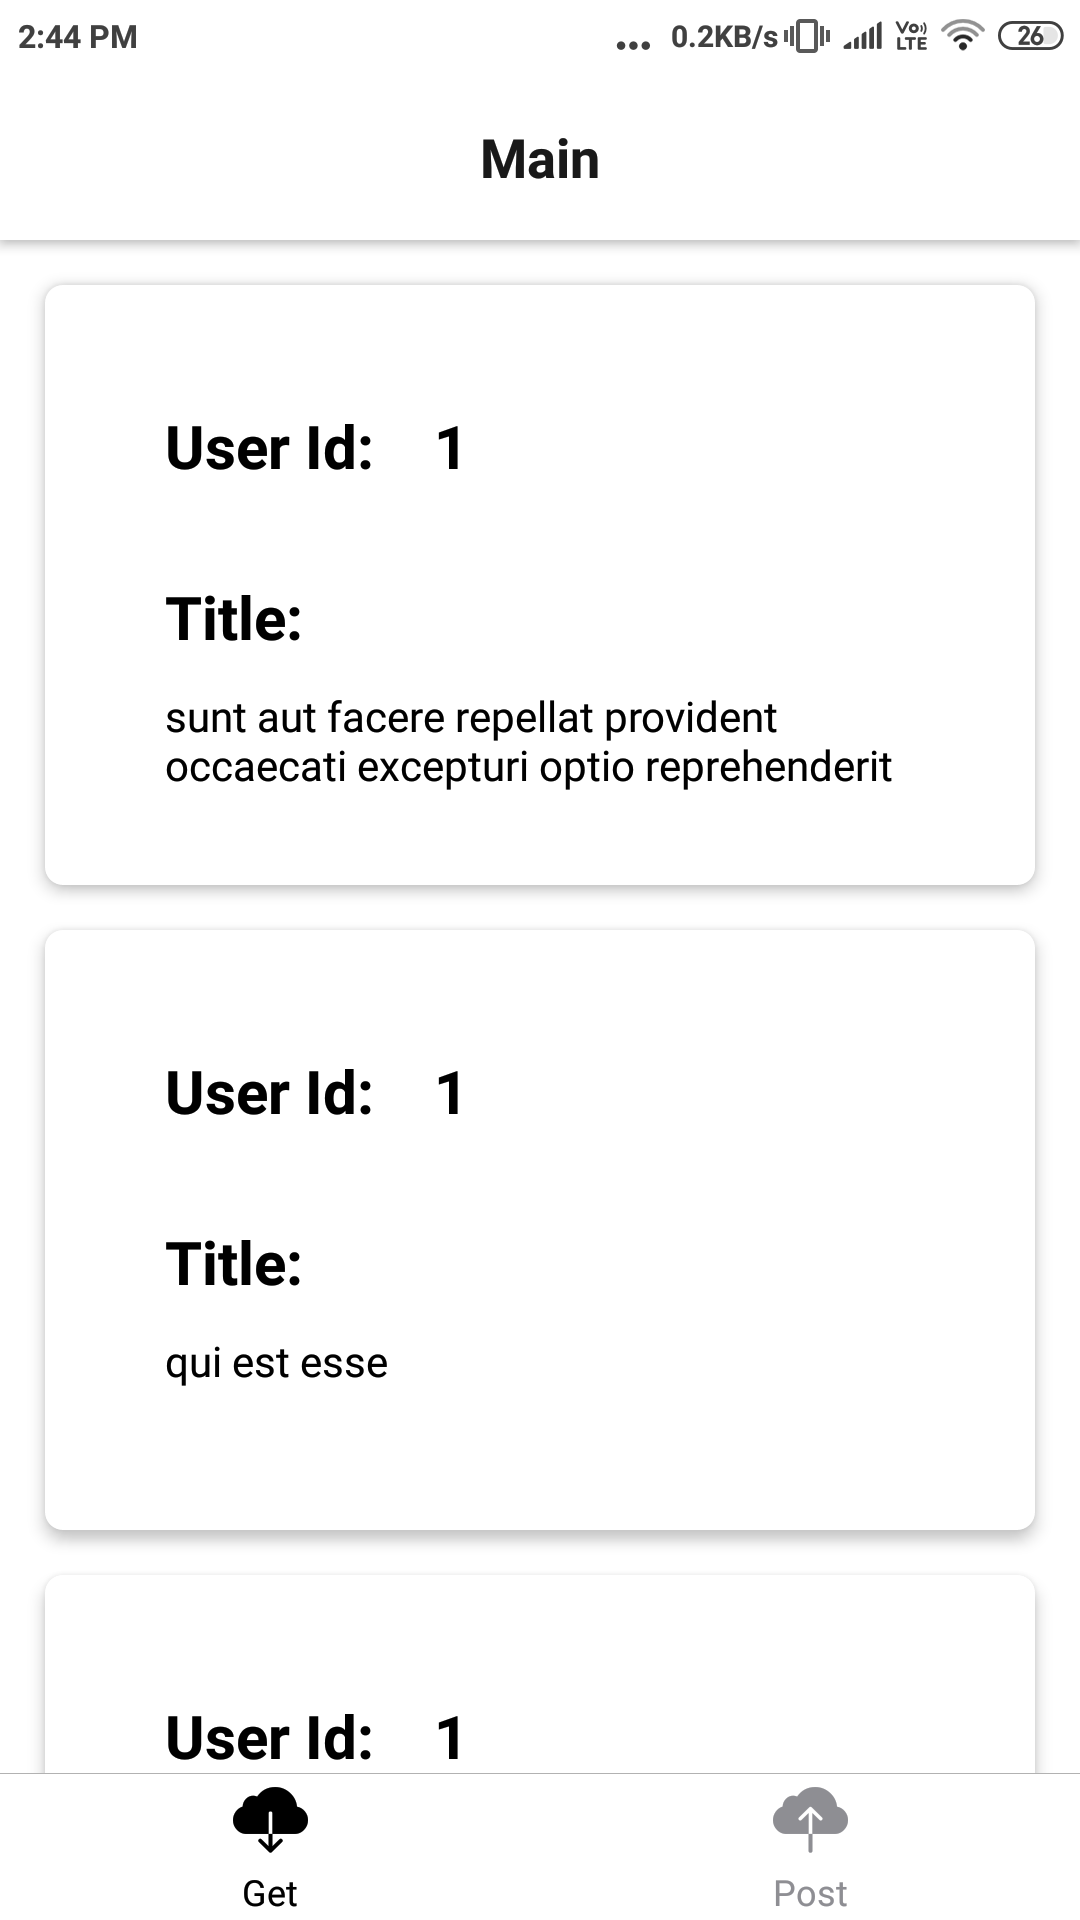 2:44 PM ... 0.2KB/s Vo)) LTE 26
Main
User Id: 1
Title:
sunt aut facere repellat provident
occaecati excepturi optio reprehenderit
User Id: 1
Title:
qui est esse
User Id: 1
Get Post